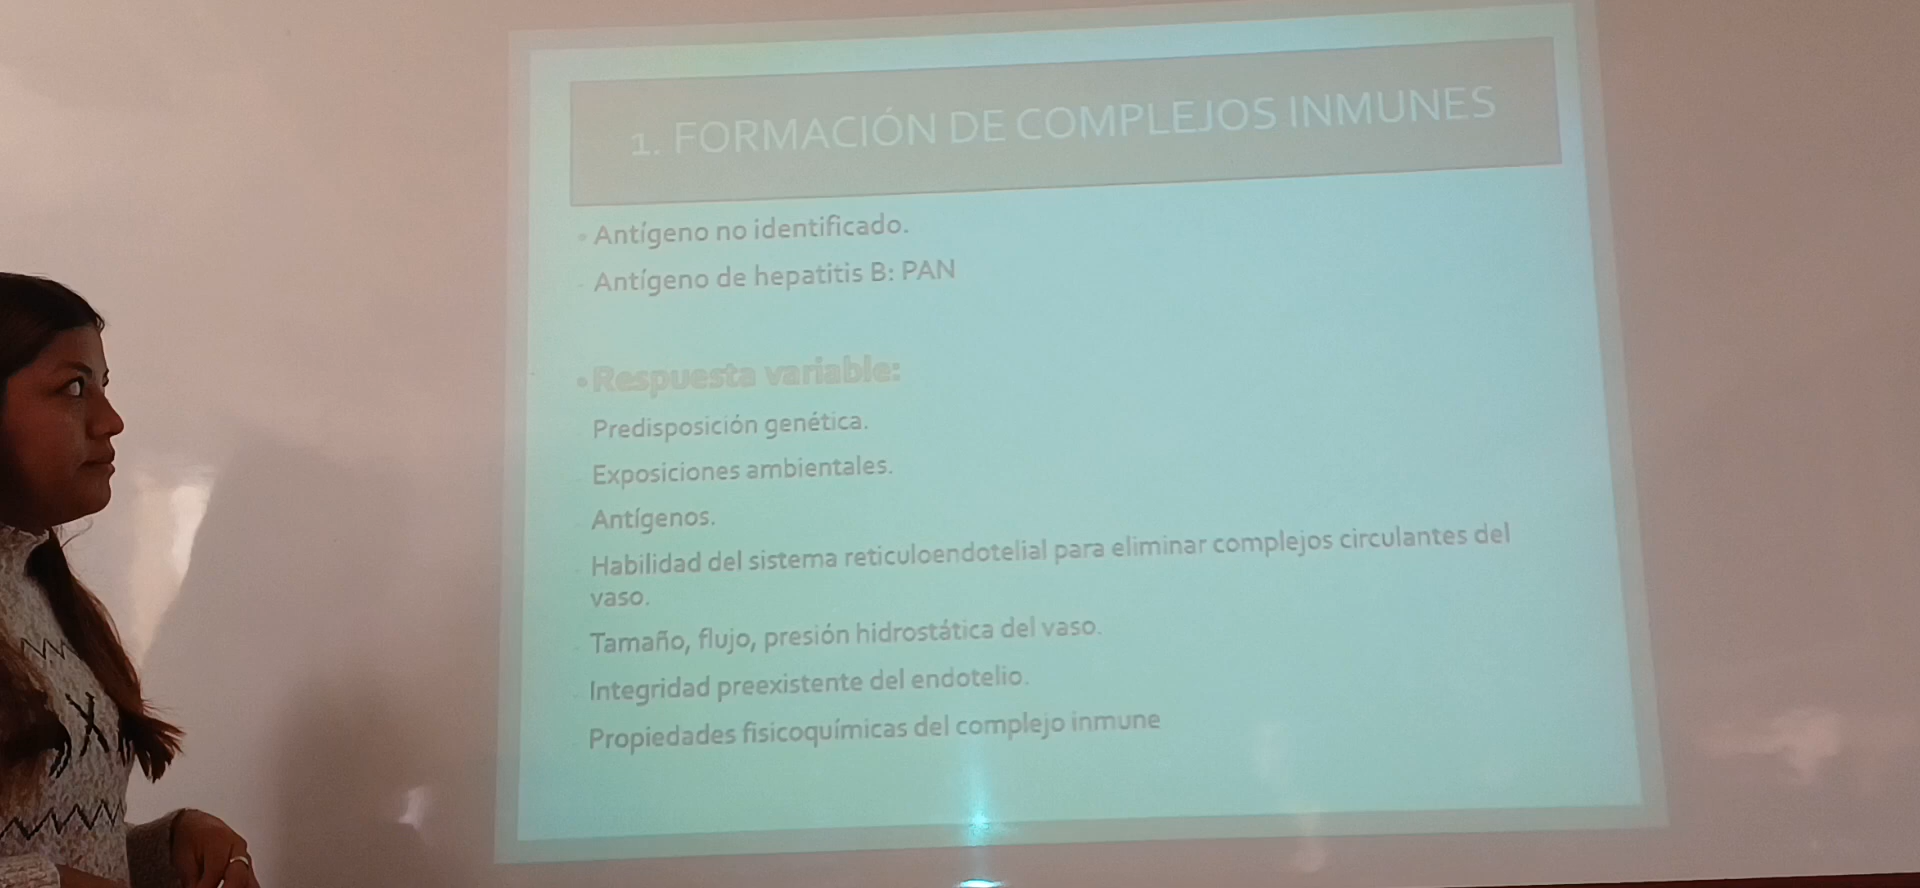 1. FORMACIÓN DE COMPLEJOS INMUNES
• Antígeno no identificado.
- Antígeno de hepatitis B: PAN
• Respuesta variable:
Predisposición genética.
Exposiciones ambientales.
Antígenos.
Habilidad del sistema reticuloendotelial para eliminar complejos circulantes del
vaso.
Tamaño, flujo, presión hidrostática del vaso.
Integridad preexistente del endotelio.
Propiedades fisicoquímicas del complejo inmune